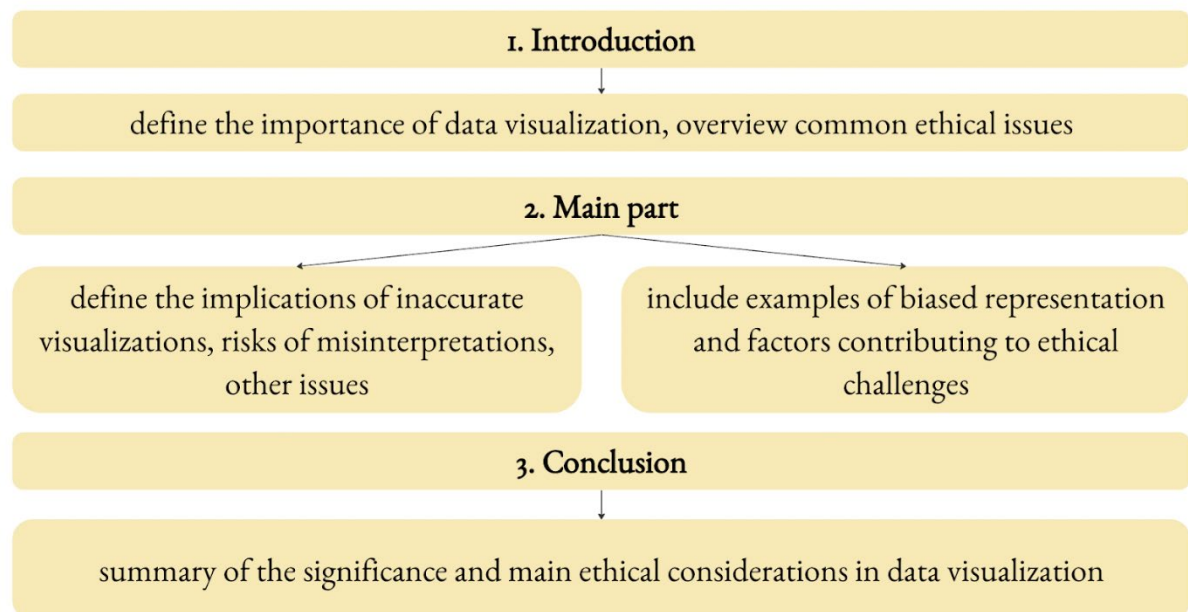 1. Introduction
define the importance of data visualization, overview common ethical issues
2. Main part
define the implications of inaccurate
visualizations, risks of misinterpretations,
other issues
include examples of biased representation
and factors contributing to ethical
challenges
3. Conclusion
summary of the significance and main ethical considerations in data visualization